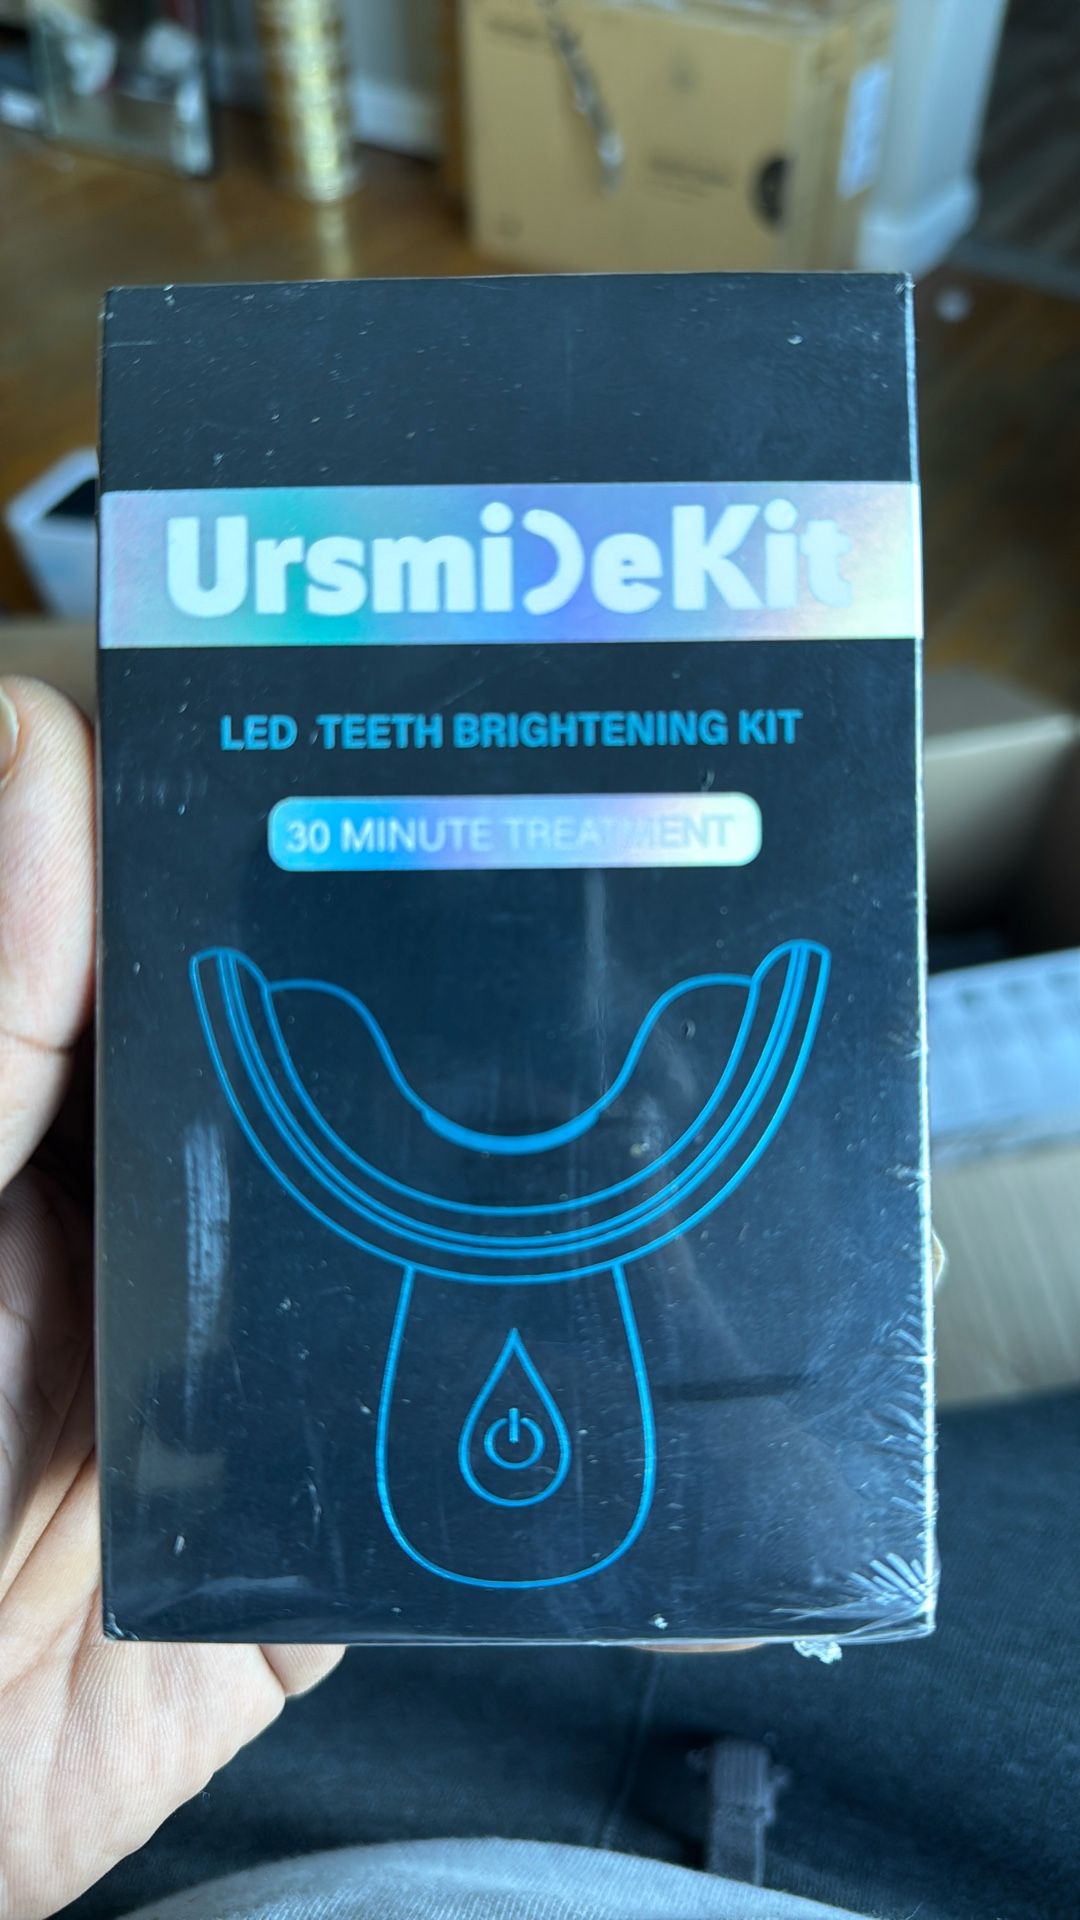 UrsmileKit
LED TEETH BRIGHTENING KIT
30 MINUTE TREATMENT